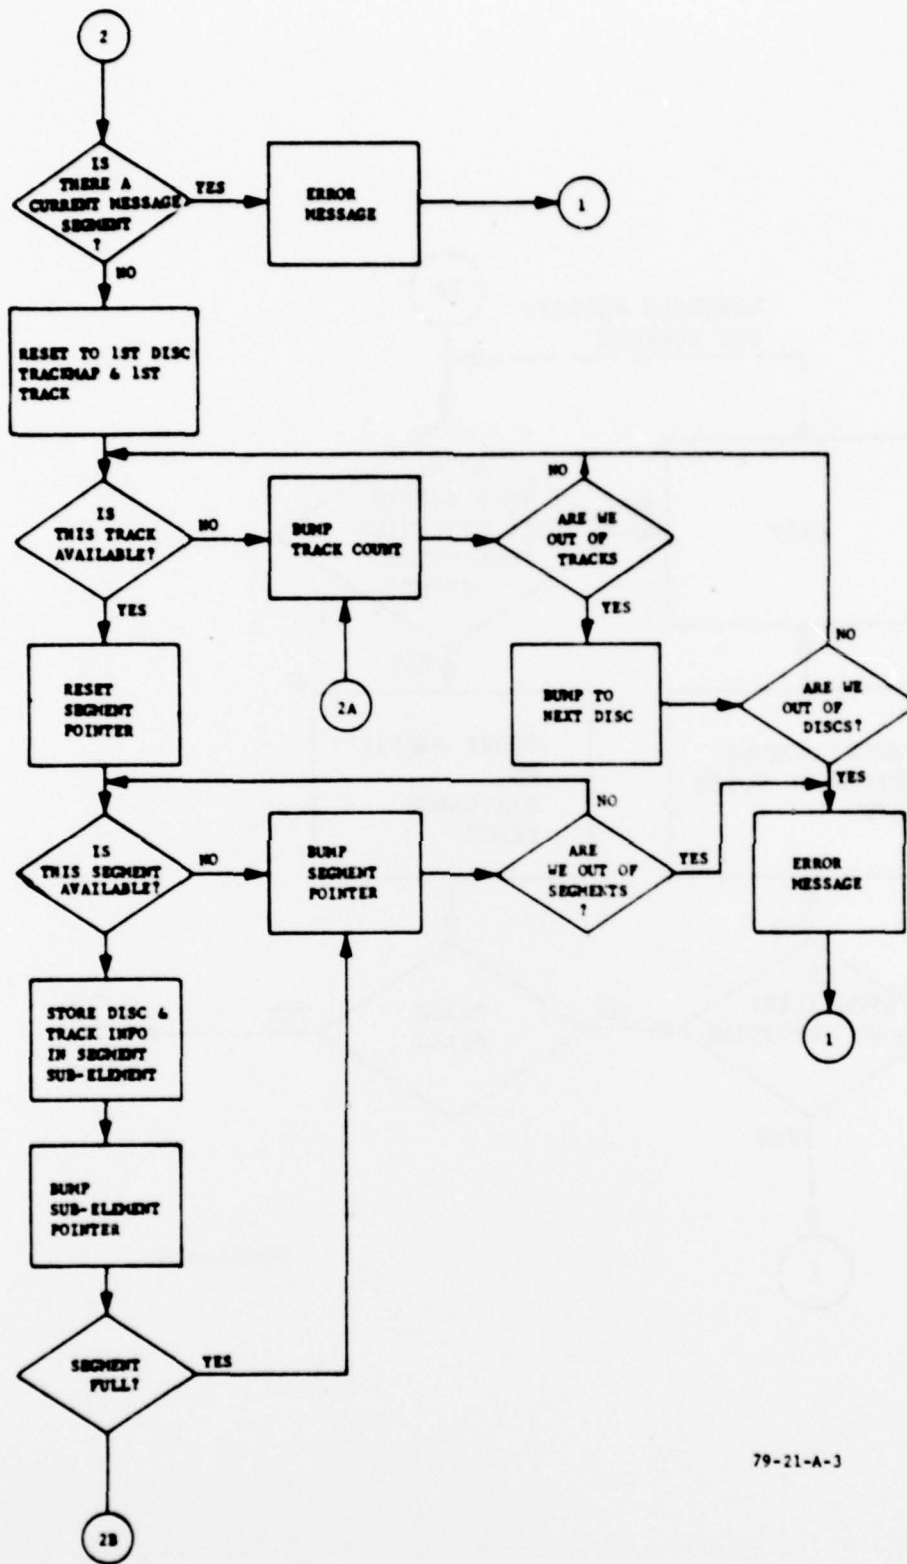 2
IS
THERE A
CURRENT MESSAGE
SEGMENT
?
YES
ERROR
MESSAGE
1
NO
RESET TO 1ST DISC
TRACKMAP & 1ST
TRACK
IS
THIS TRACK
AVAILABLE?
NO
BUMP
TRACK COUNT
NO
ARE WE
OUT OF
TRACKS
YES
YES
NO
RESET
SEGMENT
POINTER
2A
BUMP TO
NEXT DISC
ARE WE
OUT OF
DISCS?
YES
IS
THIS SEGMENT
AVAILABLE?
NO
BUMP
SEGMENT
POINTER
NO
ARE
WE OUT OF
SEGMENTS
?
YES
ERROR
MESSAGE
1
STORE DISC &
TRACK INFO
IN SEGMENT
SUB-ELEMENT
BUMP
SUB-ELEMENT
POINTER
SEGMENT
FULL?
YES
2B
79-21-A-3